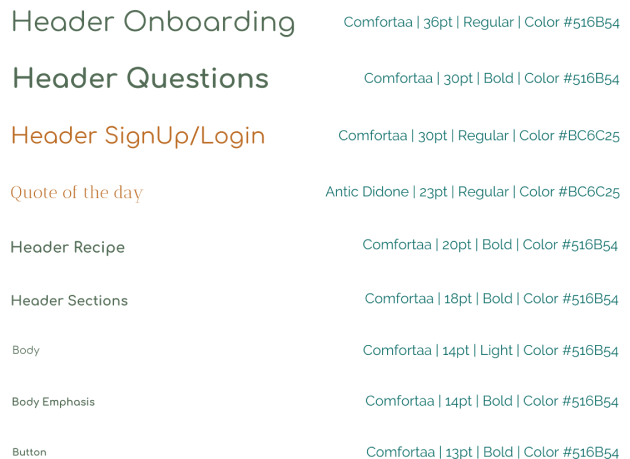 Header Onboarding Comfortaa | 36pt | Regular | Color #516B54
Header Questions Comfortaa | 30pt | Bold | Color #516B54
Header SignUp/Login Comfortaa | 30pt | Regular | Color #BC6C25
Quote of the day Antic Didone | 23pt | Regular | Color #BC6C25
Header Recipe Comfortaa | 20pt | Bold | Color #516B54
Header Sections Comfortaa | 18pt | Bold | Color #516B54
Body Comfortaa | 14pt | Light | Color #516B54
Body Emphasis Comfortaa | 14pt | Bold | Color #516B54
Button Comfortaa | 13pt | Bold | Color #516B54